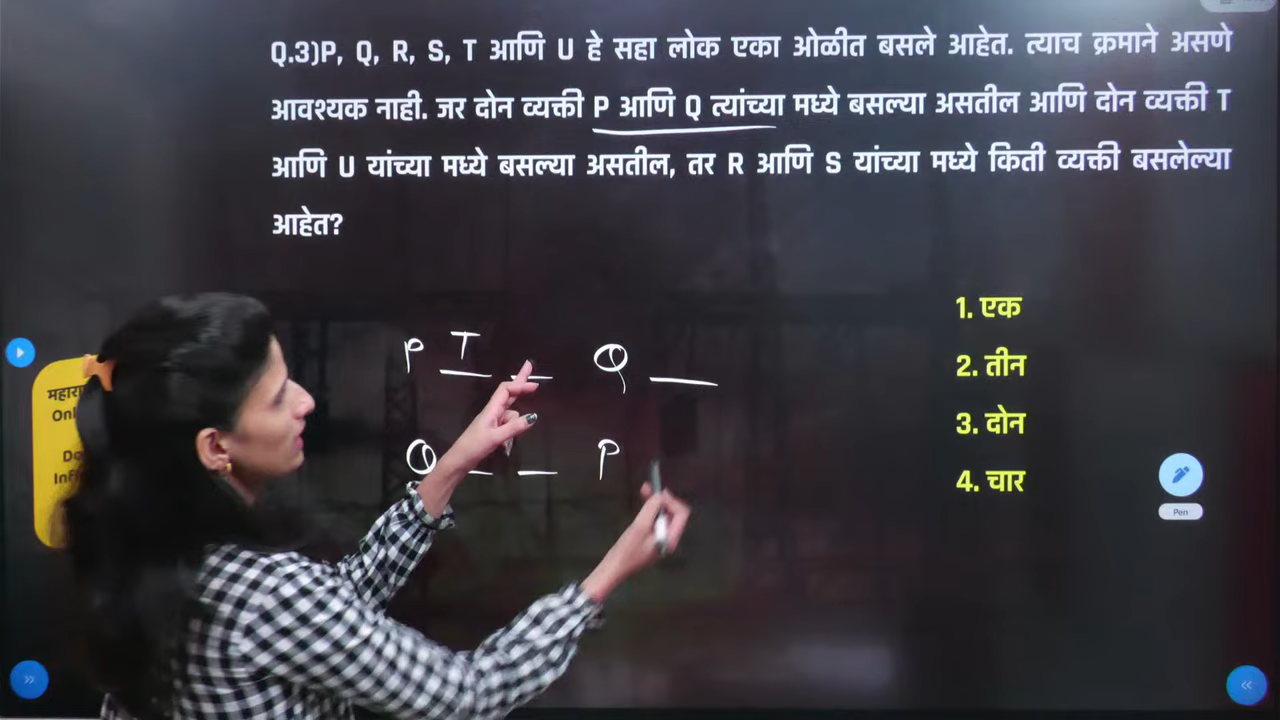 Q.3)P, Q, R, S, T आणि U हे सहा लोक एका ओळीत बसले आहेत. त्याच क्रमाने असणे
आवश्यक नाही. जर दोन व्यक्ती P आणि Q त्यांच्या मध्ये बसल्या असतील आणि दोन व्यक्ती T
आणि U यांच्या मध्ये बसल्या असतील, तर R आणि S यांच्या मध्ये किती व्यक्ती बसलेल्या
आहेत?
1. एक
2. तीन
3. दोन
4. चार
P T Q
Q P
Pen